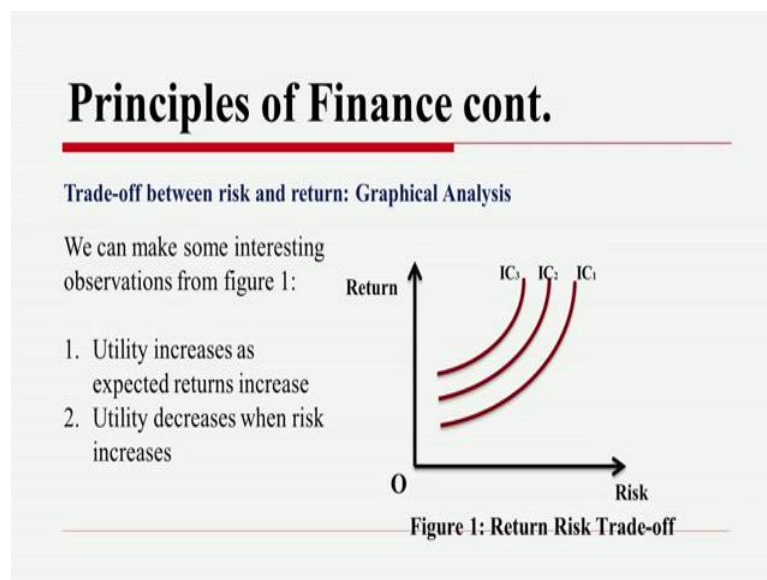 Principles of Finance cont.
Trade-off between risk and return: Graphical Analysis
We can make some interesting
observations from figure 1:
1. Utility increases as
expected returns increase
2. Utility decreases when risk
increases
Return
IC₃ IC₂ IC₁
O
Risk
Figure 1: Return Risk Trade-off